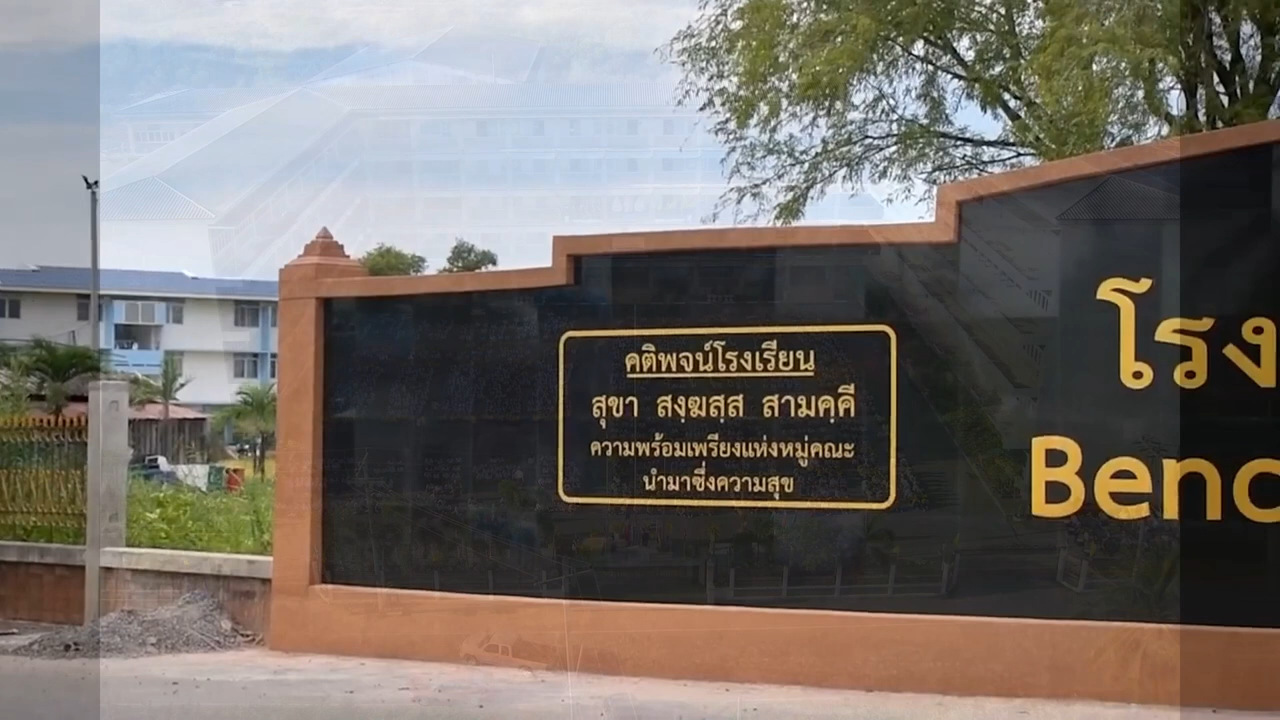 คติพจน์โรงเรียน
สุขา สงฺฆสฺส สามคฺคี
ความพร้อมเพรียงแห่งหมู่คณะ
นำมาซึ่งความสุข
โรง
Benc